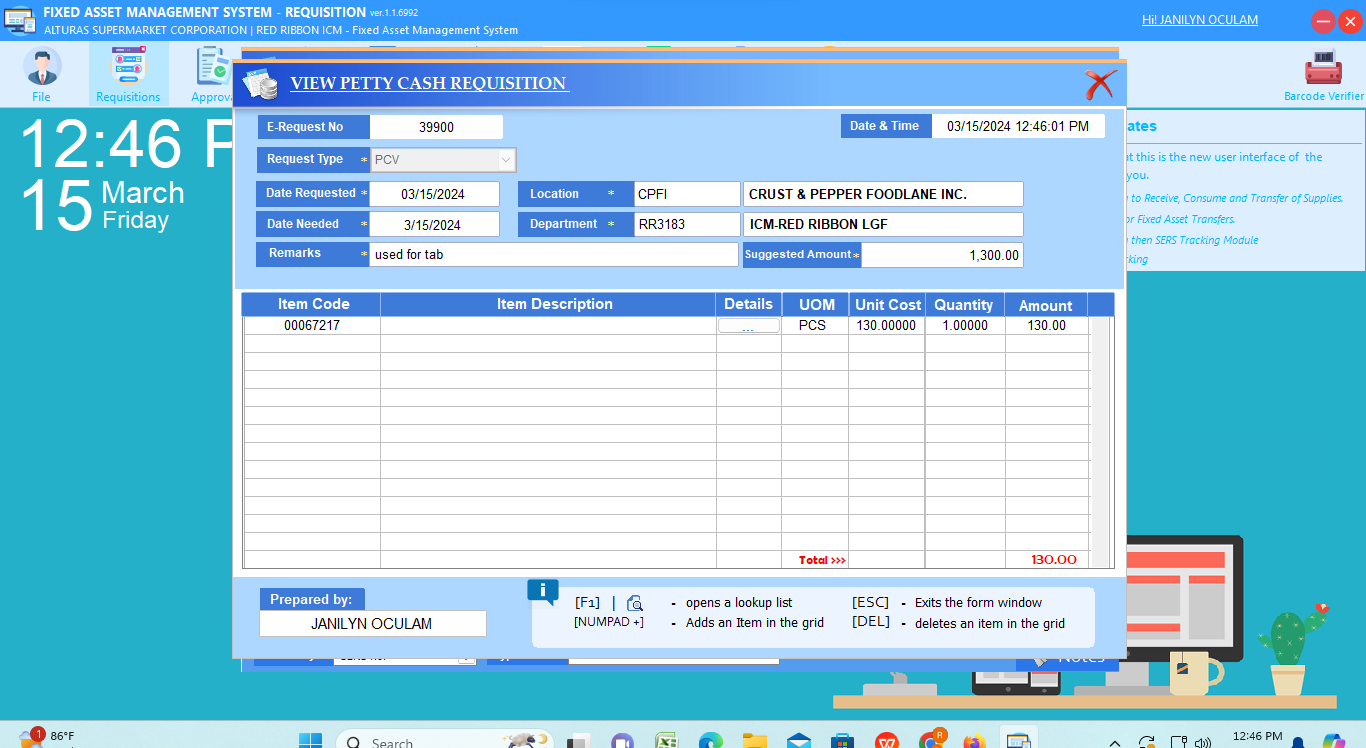 FIXED ASSET MANAGEMENT SYSTEM - REQUISITION ver.1.1.6992
ALTURAS SUPERMARKET CORPORATION | RED RIBBON ICM - Fixed Asset Management System
Hi! JANILYN OCULAM
File
Requisitions
Approva
Barcode Verifier
VIEW PETTY CASH REQUISITION
12:46 P
15 March
Friday
E-Request No 39900
Date & Time 03/15/2024 12:46:01 PM
Request Type * PCV
Date Requested * 03/15/2024
Location * CPFI CRUST & PEPPER FOODLANE INC.
Date Needed * 3/15/2024
Department * RR3183 ICM-RED RIBBON LGF
Remarks * used for tab
Suggested Amount * 1,300.00
ates
at this is the new user interface of the
you.
to Receive, Consume and Transfer of Supplies.
or Fixed Asset Transfers.
then SERS Tracking Module
king
Item Code Item Description Details UOM Unit Cost Quantity Amount
00067217 ... PCS 130.00000 1.00000 130.00
Total >>> 130.00
Prepared by:
JANILYN OCULAM
i
[F1] | - opens a lookup list
[NUMPAD +] - Adds an Item in the grid
[ESC] - Exits the form window
[DEL] - deletes an item in the grid
Notes
1
86°F
Search
R
12:46 PM